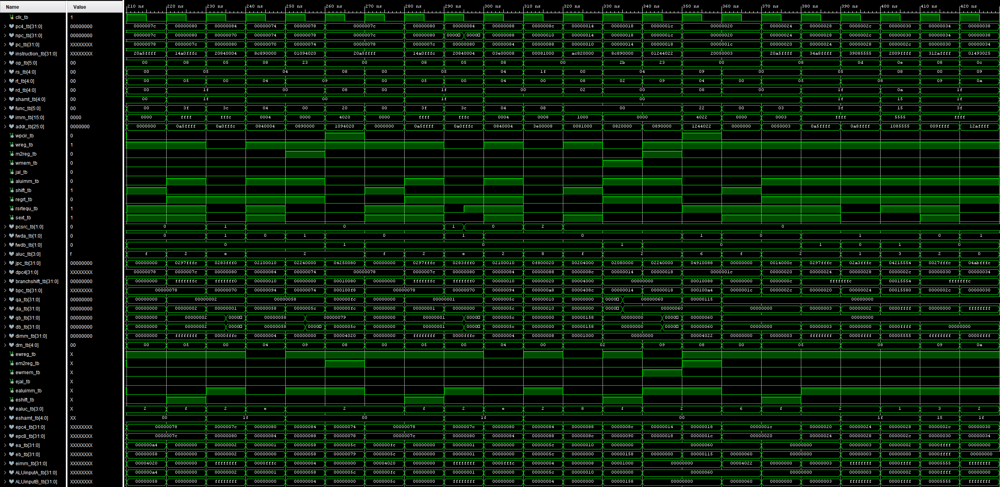 Name Value 210 ns 220 ns 230 ns 240 ns 250 ns 260 ns 270 ns 280 ns 290 ns 300 ns 310 ns 320 ns 330 ns 340 ns 350 ns 360 ns 370 ns 380 ns 390 ns 400 ns 410 ns 420 ns
clk_tb 1
pc4_tb[31:0] 00000000 0000007c 00000080 00000084 00000074 00000078 0000007c 00000080 00000084 00000088 0000008c 00000014 00000018 0000001c 00000020 00000024 00000028 0000002c 00000030 00000034 00000038
npc_tb[31:0] 00000000 0000007c 00000080 00000070 00000074 00000078 0000007c 00000080 0000□ 0000□ 00000088 00000010 00000014 00000018 0000001c 00000020 00000024 00000028 0000002c 00000030 00000034 00000038
pc_tb[31:0] XXXXXXXX 00000078 0000007c 00000080 00000070 00000074 00000078 0000007c 00000080 00000084 00000088 00000010 00000014 00000018 0000001c 00000020 00000024 00000028 0000002c 00000030 00000034
instruction_tb[31:0] XXXXXXXX 20a5ffff 14a0fffc 20840004 8c890000 01094020 20a5ffff 14a0fffc 20840004 03e00008 00081000 ac820000 8c890000 01244022 20050003 20a5ffff 34a8ffff 39085555 2009ffff 312affff 01493025
op_tb[5:0] 00 00 08 05 08 23 00 08 05 08 00 2b 23 00 08 0d 0e 08 0c
rs_tb[4:0] 00 00 05 04 08 00 05 04 1f 00 04 09 00 05 08 00 09
rt_tb[4:0] 00 00 05 00 04 09 00 05 00 04 00 08 02 09 04 00 05 08 09 0a
rd_tb[4:0] 00 00 1f 00 08 00 1f 00 02 00 08 00 1f 0a 1f
shamt_tb[4:0] 00 00 1f 00 1f 00 1f 15 1f
func_tb[5:0] 00 00 3f 3c 04 00 20 00 3f 3c 04 08 00 22 00 03 3f 15 3f
imm_tb[15:0] 0000 0000 ffff fffc 0004 0000 4020 0000 ffff fffc 0004 0008 1000 0000 4022 0000 0003 ffff 5555 ffff
addr_tb[25:0] 0000000 0000000 0a5ffff 0a0fffc 0840004 0890000 1094020 0000000 0a5ffff 0a0fffc 0840004 3e00008 0081000 0820000 0890000 1244022 0000000 0050003 0a5ffff 0a8ffff 1085555 009ffff 12affff
wpcir_tb 0
wreg_tb 1
m2reg_tb 0
wmem_tb 0
jal_tb 0
aluimm_tb 0
shift_tb 1
regrt_tb 0
rsrtequ_tb 1
sext_tb 1
pcsrc_tb[1:0] 0 0 1 0 1 0 2 0
fwda_tb[1:0] 0 0 1 0 1 0 1 0 1 0 1 0 1
fwdb_tb[1:0] 0 0 1 0 1 0 1 0 1 0
aluc_tb[3:0] f f 2 e 2 f 2 e 2 8 f 2 6 f 2 1 3 2 0
jpc_tb[31:0] 00000000 00000000 0297fffc 0283fff0 02100010 02240000 04250080 00000000 0297fffc 0283fff0 02100010 0f800020 00204000 02080000 02240000 04910088 00000000 0014000c 0297fffc 02a3fffc 04215554 0027fffc 04abfffc
dpc4[31:0] XXXXXXXX 00000078 0000007c 00000080 00000084 00000074 00000078 0000007c 00000080 00000084 00000088 0000008c 00000014 00000018 0000001c 00000020 00000024 00000028 0000002c 00000030 00000034
branchshift_tb[31:0] 00000000 00000000 fffffffc fffffff0 00000010 00000000 00010080 00000000 fffffffc fffffff0 00000010 00000020 00004000 00000000 00010088 00000000 0000000c fffffffc 00015554 fffffffc
bpc_tb[31:0] XXXXXXXX 00000078 00000070 00000094 00000074 000100f8 00000078 00000070 00000094 000000a8 0000408c 00000014 00000018 000100a4 0000001c 0000002c 00000020 00000024 00015580 0000002c 00000030
qa_tb[31:0] 00000000 00000000 00000002 00000058 000000fc 00000000 00000001 0000005c 00000010 00000000 0000□ 00000060 00000115 00000000
da_tb[31:0] 00000000 00000000 00000002 00000001 00000058 0000005c 000000fc 00000000 00000001 00000000 0000005c 00000010 00000000 0000□ 00000060 00000000 00000003 00000002 0000ffff 00000000 ffffffff
qb_tb[31:0] 00000000 00000000 00000002 0000□ 00000058 00000079 00000000 00000001 0000□ 0000005c 00000000 00000158 00000000 0000□ 00000060 00000000
db_tb[31:0] 00000000 00000000 00000002 0000□ 00000058 0000□ 0000005c 00000000 00000001 0000□ 0000005c 00000000 00000158 00000000 0000□ 00000060 00000000 00000003 00000000 0000ffff 00000000
dimm_tb[31:0] 00000000 00000000 ffffffff 0000fffc 00000004 00000000 00004020 00000000 ffffffff 0000fffc 00000004 00000008 00001000 00000000 00004022 00000000 00000003 ffffffff 0000ffff 00005555 ffffffff 0000ffff
drn_tb[4:0] 00 00 05 00 04 09 08 00 05 00 04 00 02 09 08 00 05 08 09 0a
ewreg_tb X
em2reg_tb X
ewmem_tb X
ejal_tb X
ealuimm_tb X
eshift_tb X
ealuc_tb[3:0] X 2 f 2 e 2 f 2 e 2 8 f 2 6 f 2 1 3 2
eshamt_tb[4:0] XX 00 1f 00 1f 00 1f 15 1f
epc4_tb[31:0] XXXXXXXX 00000078 0000007c 00000080 00000084 00000074 00000078 0000007c 00000080 00000084 00000088 0000008c 00000014 00000018 0000001c 00000020 00000024 00000028 0000002c 00000030
epc8_tb[31:0] XXXXXXXX 0000007c 00000080 00000084 00000088 00000078 0000007c 00000080 00000084 00000088 0000008c 00000090 00000018 0000001c 00000020 00000024 00000028 0000002c 00000030 00000034
ea_tb[31:0] XXXXXXXX 000000a4 00000000 00000002 00000001 00000058 0000005c 000000fc 00000000 00000001 00000000 0000005c 00000010 00000000 00000060 00000000 00000003 00000002 0000ffff 00000000
eb_tb[31:0] XXXXXXXX 00000058 00000000 00000002 00000000 00000058 00000079 0000005c 00000000 00000001 00000000 0000005c 00000000 00000158 00000000 00000115 00000060 00000000 00000003 00000000 0000ffff 00000000
eimm_tb[31:0] XXXXXXXX 00004020 00000000 ffffffff 0000fffc 00000004 00000000 00004020 00000000 ffffffff 0000fffc 00000004 00000008 00001000 00000000 00004022 00000000 00000003 ffffffff 0000ffff 00005555 ffffffff
ALUinputA_tb[31:0] XXXXXXXX 000000a4 00000000 00000002 00000001 00000058 0000005c 000000fc 00000000 00000001 00000000 0000005c 00000010 00000000 00000060 00000000 00000003 00000002 0000ffff 00000000
ALUinputB_tb[31:0] XXXXXXXX 00000058 00000000 ffffffff 00000000 00000004 00000000 0000005c 00000000 ffffffff 00000000 00000004 00000000 00000158 00000000 00000060 00000000 00000003 ffffffff 0000ffff 00005555 ffffffff